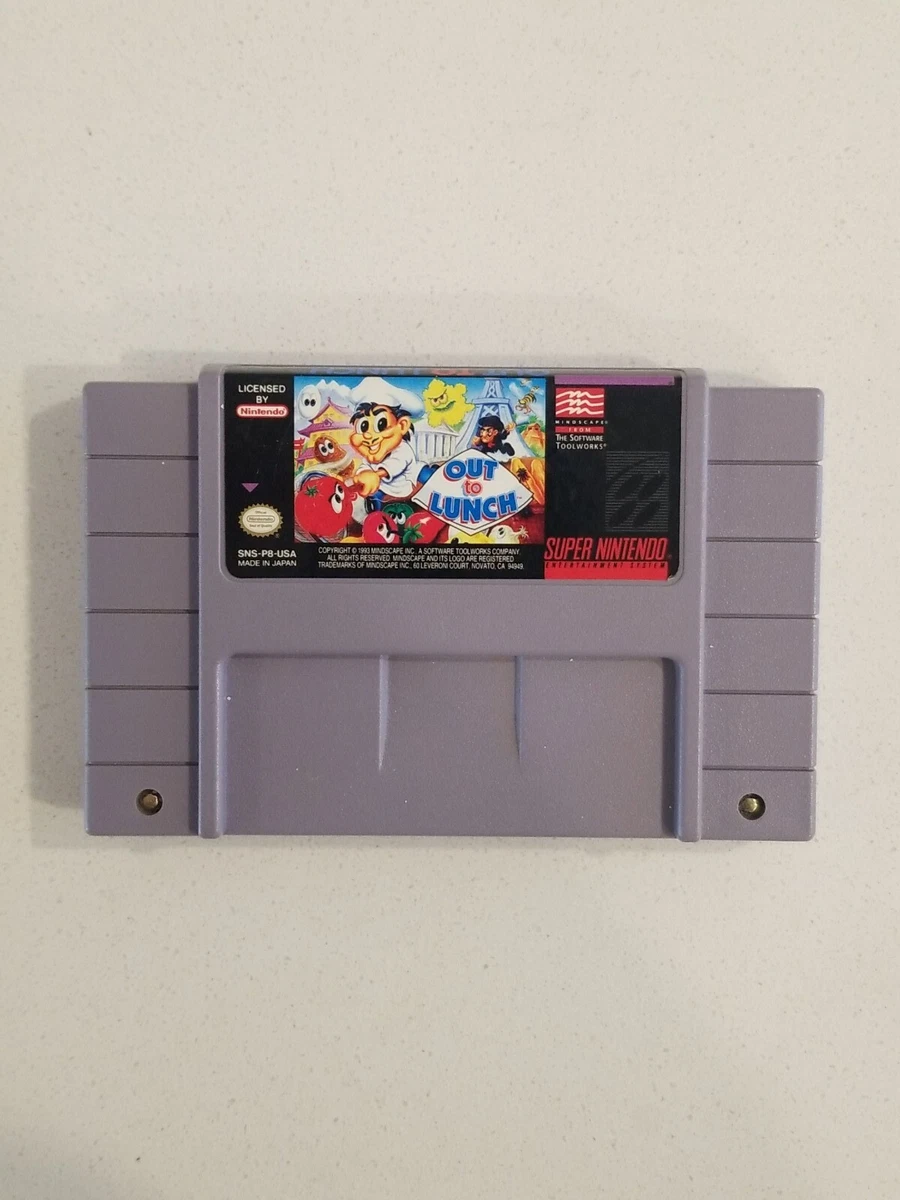 LICENSED
BY
Nintendo
SNS-P8-USA
MADE IN JAPAN
OUT
to
LUNCH™
COPYRIGHT © 1993 MINDSCAPE INC. A SOFTWARE TOOLWORKS COMPANY.
ALL RIGHTS RESERVED. MINDSCAPE AND ITS LOGO ARE REGISTERED
TRADEMARKS OF MINDSCAPE INC., 60 LEVERONI COURT, NOVATO, CA 94949.
MINDSCAPE®
FROM
THE SOFTWARE
TOOLWORKS®
SUPER NINTENDO
ENTERTAINMENT SYSTEM